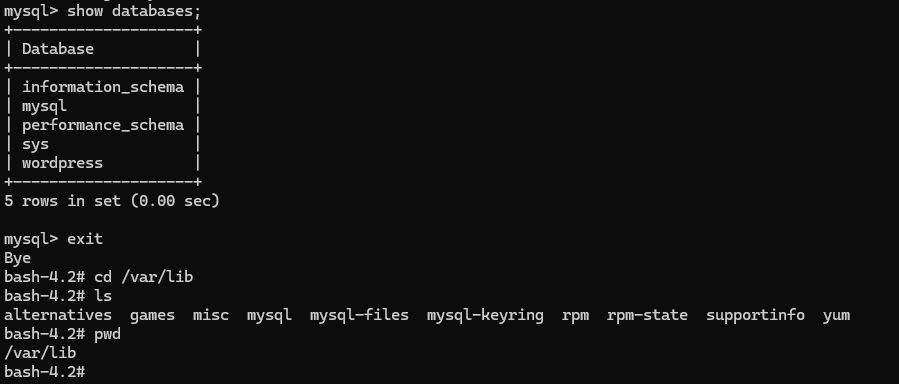 mysql> show databases;
+--------------------+
| Database           |
+--------------------+
| information_schema |
| mysql              |
| performance_schema |
| sys                |
| wordpress          |
+--------------------+
5 rows in set (0.00 sec)
mysql> exit
Bye
bash-4.2# cd /var/lib
bash-4.2# ls
alternatives  games  misc  mysql  mysql-files  mysql-keyring  rpm  rpm-state  supportinfo  yum
bash-4.2# pwd
/var/lib
bash-4.2#